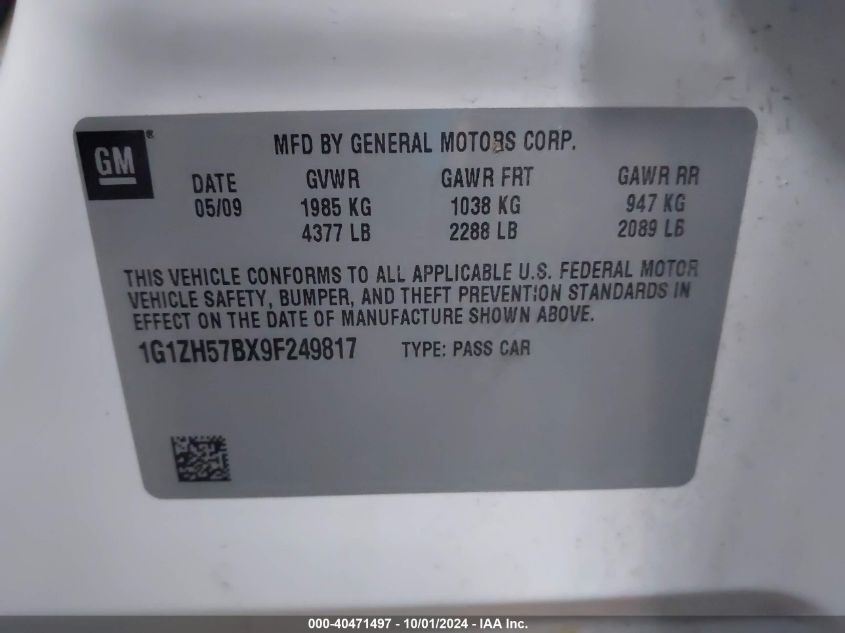 MFD BY GENERAL MOTORS CORP.
GM®
DATE GVWR GAWR FRT GAWR RR
05/09 1985 KG 1038 KG 947 KG
4377 LB 2288 LB 2089 LB
THIS VEHICLE CONFORMS TO ALL APPLICABLE U.S. FEDERAL MOTOR
VEHICLE SAFETY, BUMPER, AND THEFT PREVENTION STANDARDS IN
EFFECT ON THE DATE OF MANUFACTURE SHOWN ABOVE.
1G1ZH57BX9F249817 TYPE: PASS CAR
000-40471497 - 10/01/2024 - IAA Inc.